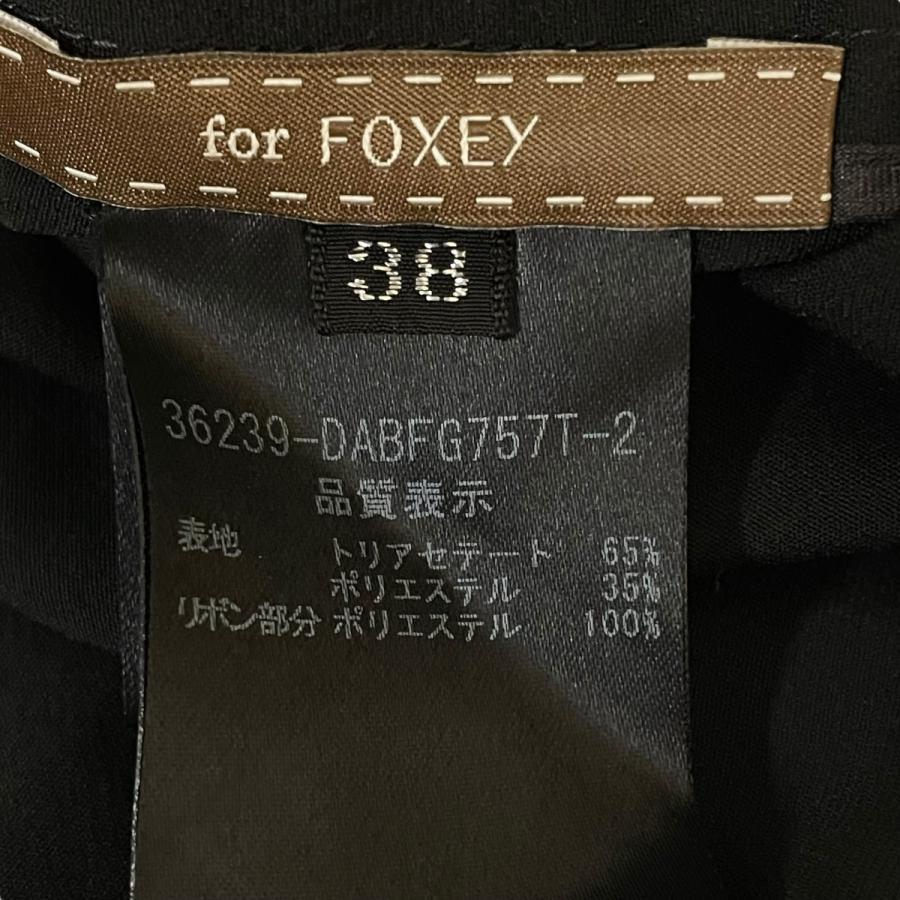 for FOXEY
38
36239-DABFG757T-2
品質表示
表地 トリアセテート 65%
ポリエステル 35%
リボン部分 ポリエステル 100%